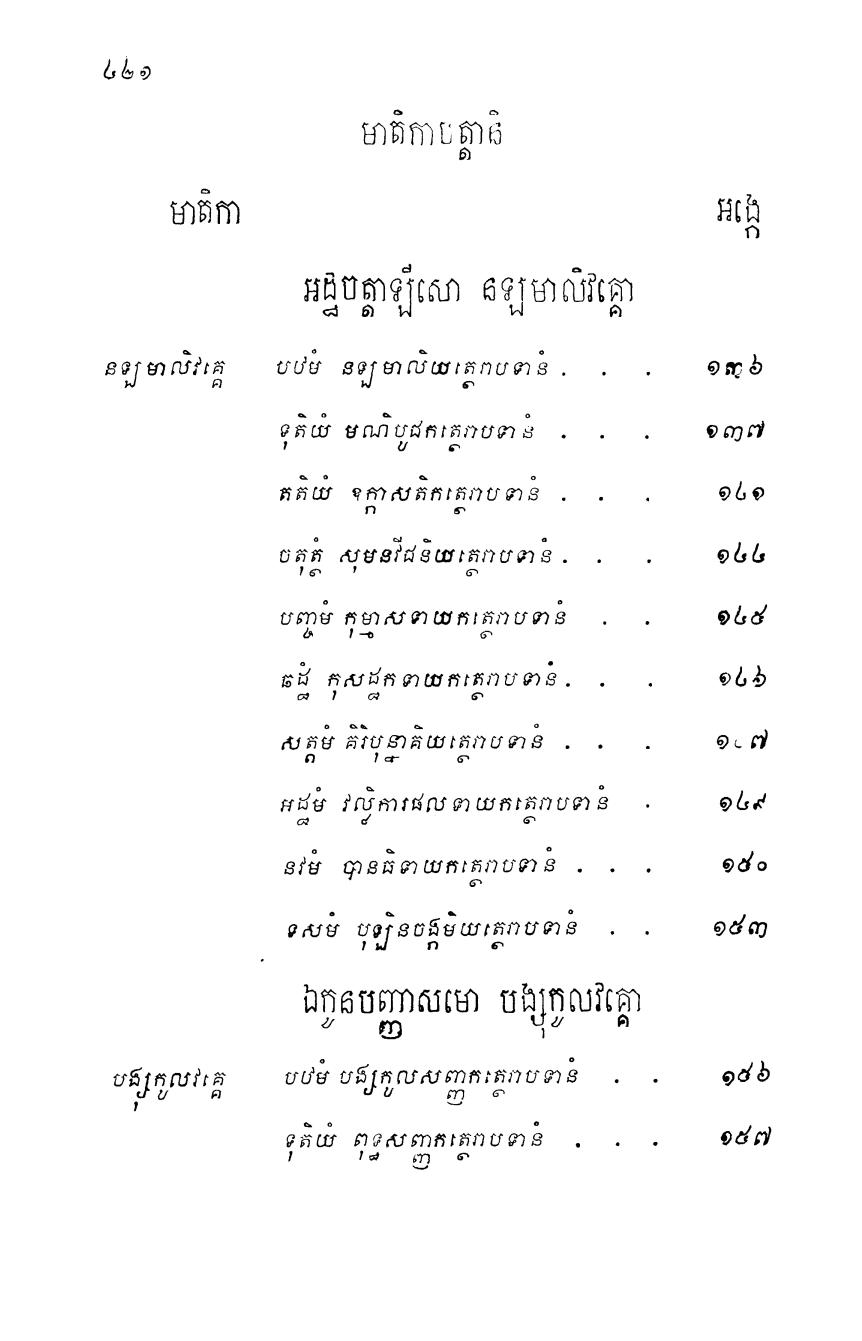 ៤២១
មាតិកាបត្តានិ
មាតិកា អង្កេ
អដ្ឋបត្តាឡីសោ នឡមាលិវគ្គោ
នឡមាលិវគ្គេ បឋមំ នឡមាលិយត្ថេរាបទានំ . . . ១៣៦
ទុតិយំ មណិបូជកត្ថេរាបទានំ . . . ១៣៧
តតិយំ ឧក្កាសតិកត្ថេរាបទានំ . . . ១៤១
ចតុត្ថំ សុមនវីជនិយត្ថេរាបទានំ . . . ១៤៤
បញ្ចមំ កុម្មាសទាយកត្ថេរាបទានំ . . ១៤៥
ឆដ្ឋំ កុសដ្ឋកទាយកត្ថេរាបទានំ . . . ១៤៦
សត្តមំ គិរិបុន្នាគិយត្ថេរាបទានំ . . . ១៤៧
អដ្ឋមំ វល្លិការផលទាយកត្ថេរាបទានំ . ១៤៩
នវមំ បានធិទាយកត្ថេរាបទានំ . . . ១៥០
ទសមំ បុឡិនចង្កមិយត្ថេរាបទានំ . . ១៥៣
ឯកូនបញ្ញាសមោ បង្សុកូលវគ្គោ
បង្សុកូលវគ្គេ បឋមំ បង្សុកូលសញ្ញកត្ថេរាបទានំ . . ១៥៦
ទុតិយំ ពុទ្ធសញ្ញកត្ថេរាបទានំ . . . ១៥៧